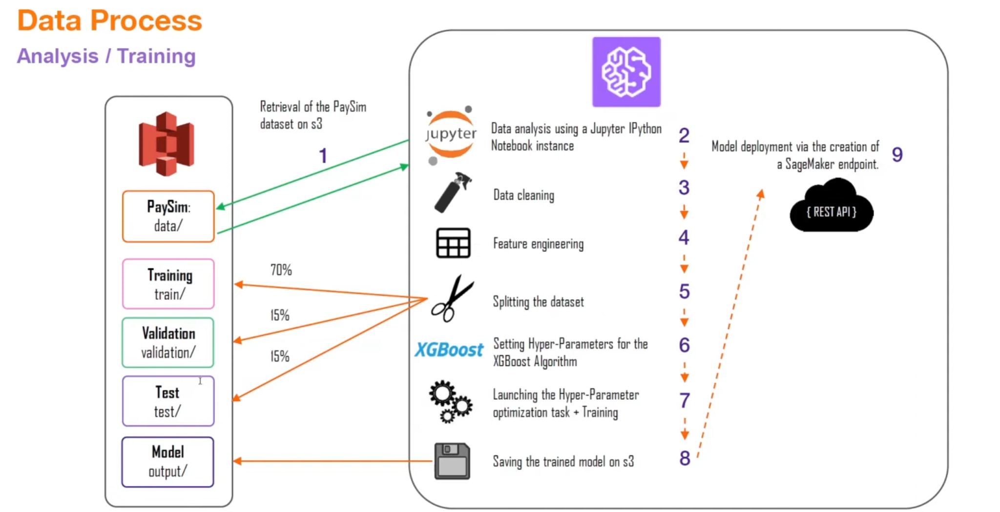 Data Process
Analysis / Training
Retrieval of the PaySim
dataset on s3
1
PaySim:
data/
Training
train/
Validation
validation/
Test
test/
Model
output/
70%
15%
15%
jupyter
Data analysis using a Jupyter IPython
Notebook instance
2
Data cleaning
3
Feature engineering
4
Splitting the dataset
5
XGBoost
Setting Hyper-Parameters for the
XGBoost Algorithm
6
Launching the Hyper-Parameter
optimization task + Training
7
Saving the trained model on s3
8
Model deployment via the creation of
a SageMaker endpoint.
9
{ REST API }